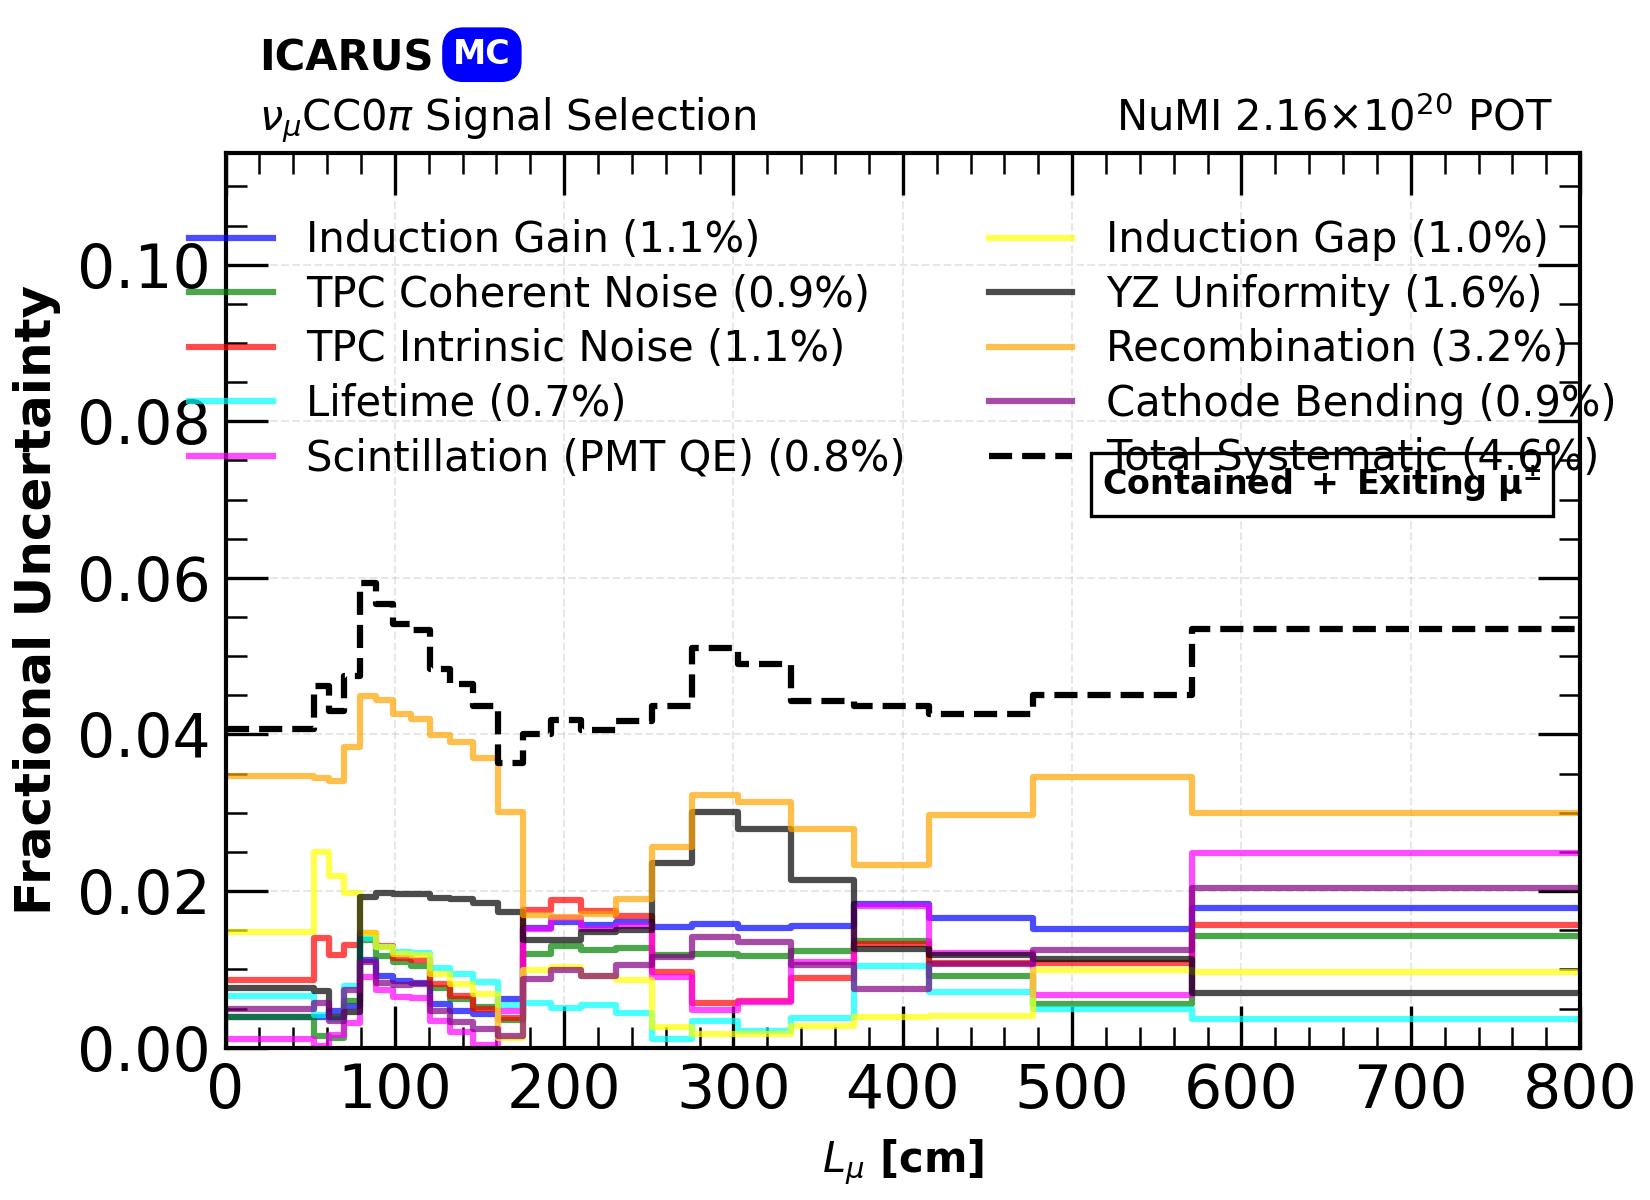 ICARUS MC
νμCC0π Signal Selection NuMI 2.16×10²⁰ POT
Induction Gain (1.1%)
TPC Coherent Noise (0.9%)
TPC Intrinsic Noise (1.1%)
Lifetime (0.7%)
Scintillation (PMT QE) (0.8%)
Induction Gap (1.0%)
YZ Uniformity (1.6%)
Recombination (3.2%)
Cathode Bending (0.9%)
Total Systematic (4.6%)
Contained + Exiting μ±
Fractional Uncertainty
0.10
0.08
0.06
0.04
0.02
0.00
0 100 200 300 400 500 600 700 800
Lμ [cm]